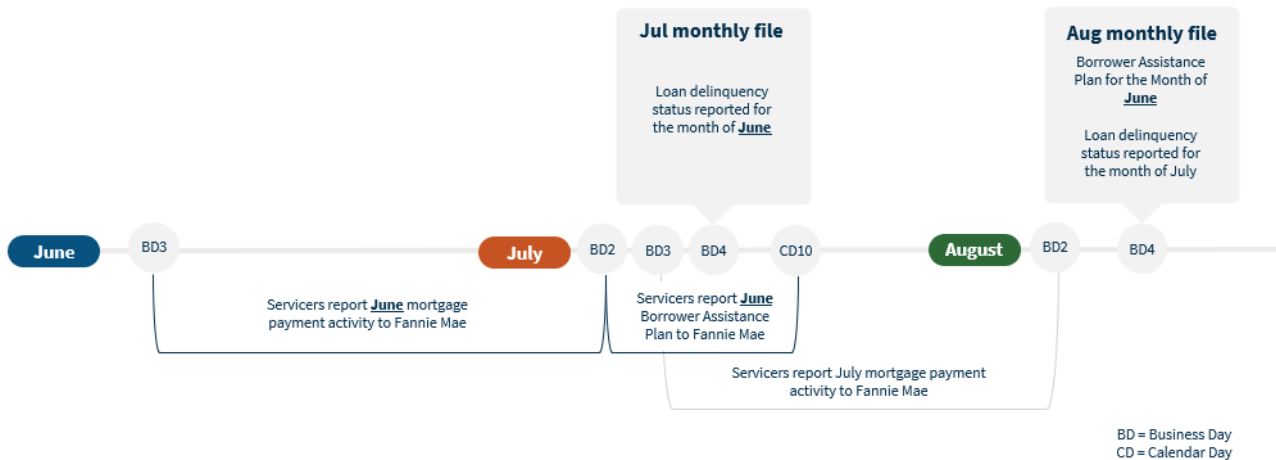 Jul monthly file
Loan delinquency
status reported for
the month of June
Aug monthly file
Borrower Assistance
Plan for the Month of
June
Loan delinquency
status reported for
the month of July
June
BD3
July
BD2
BD3
BD4
CD10
August
BD2
BD4
Servicers report June mortgage
payment activity to Fannie Mae
Servicers report June
Borrower Assistance
Plan to Fannie Mae
Servicers report July mortgage payment
activity to Fannie Mae
BD = Business Day
CD = Calendar Day